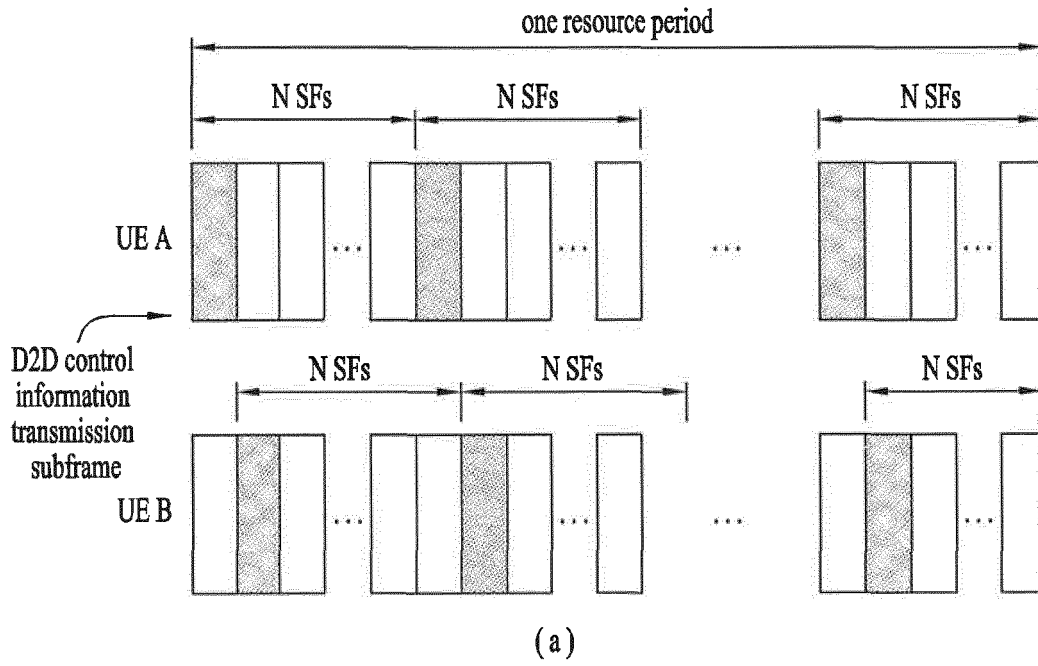 one resource period
N SFs N SFs N SFs
UE A
... ... ... ...
D2D control
information
transmission
subframe
N SFs N SFs N SFs
UE B
... ... ... ...
(a)